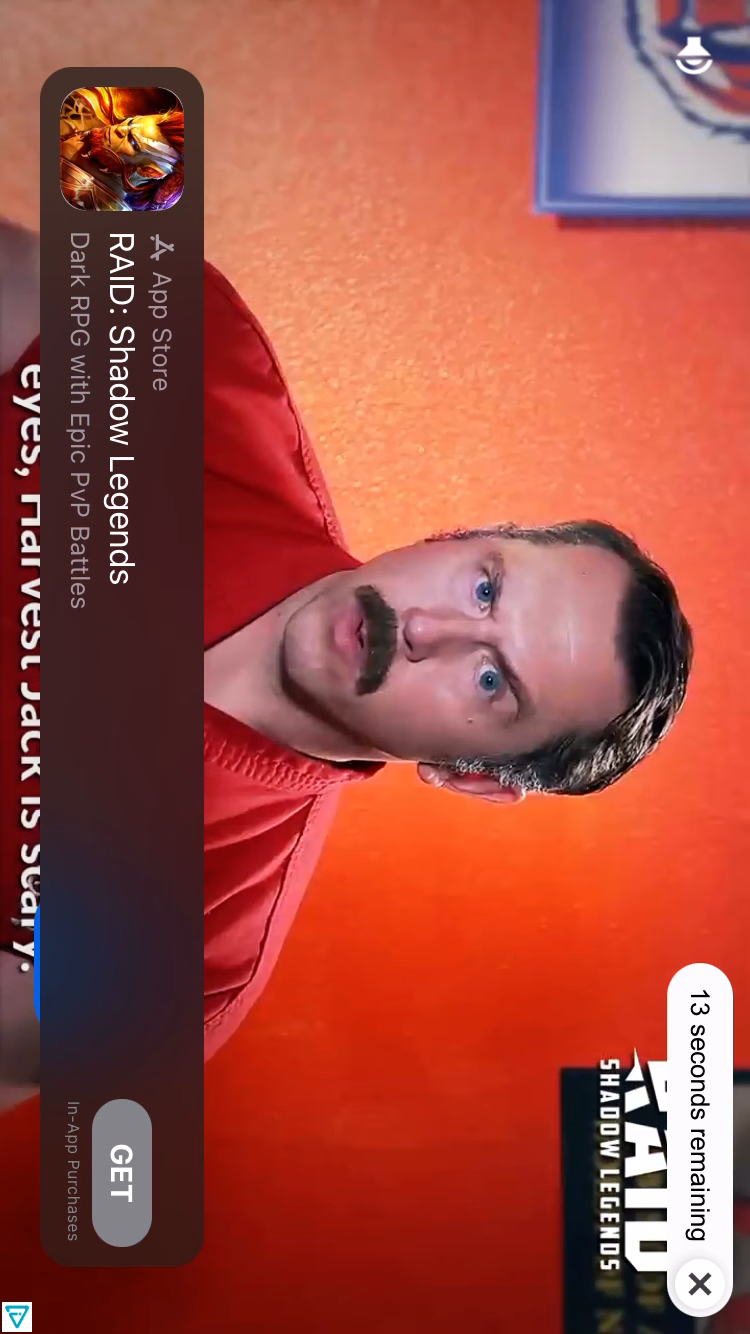 13 seconds remaining
RAID
SHADOW LEGENDS
App Store
RAID: Shadow Legends
Dark RPG with Epic PvP Battles
GET
In-App Purchases
eyes, Harvest Jack is scary.